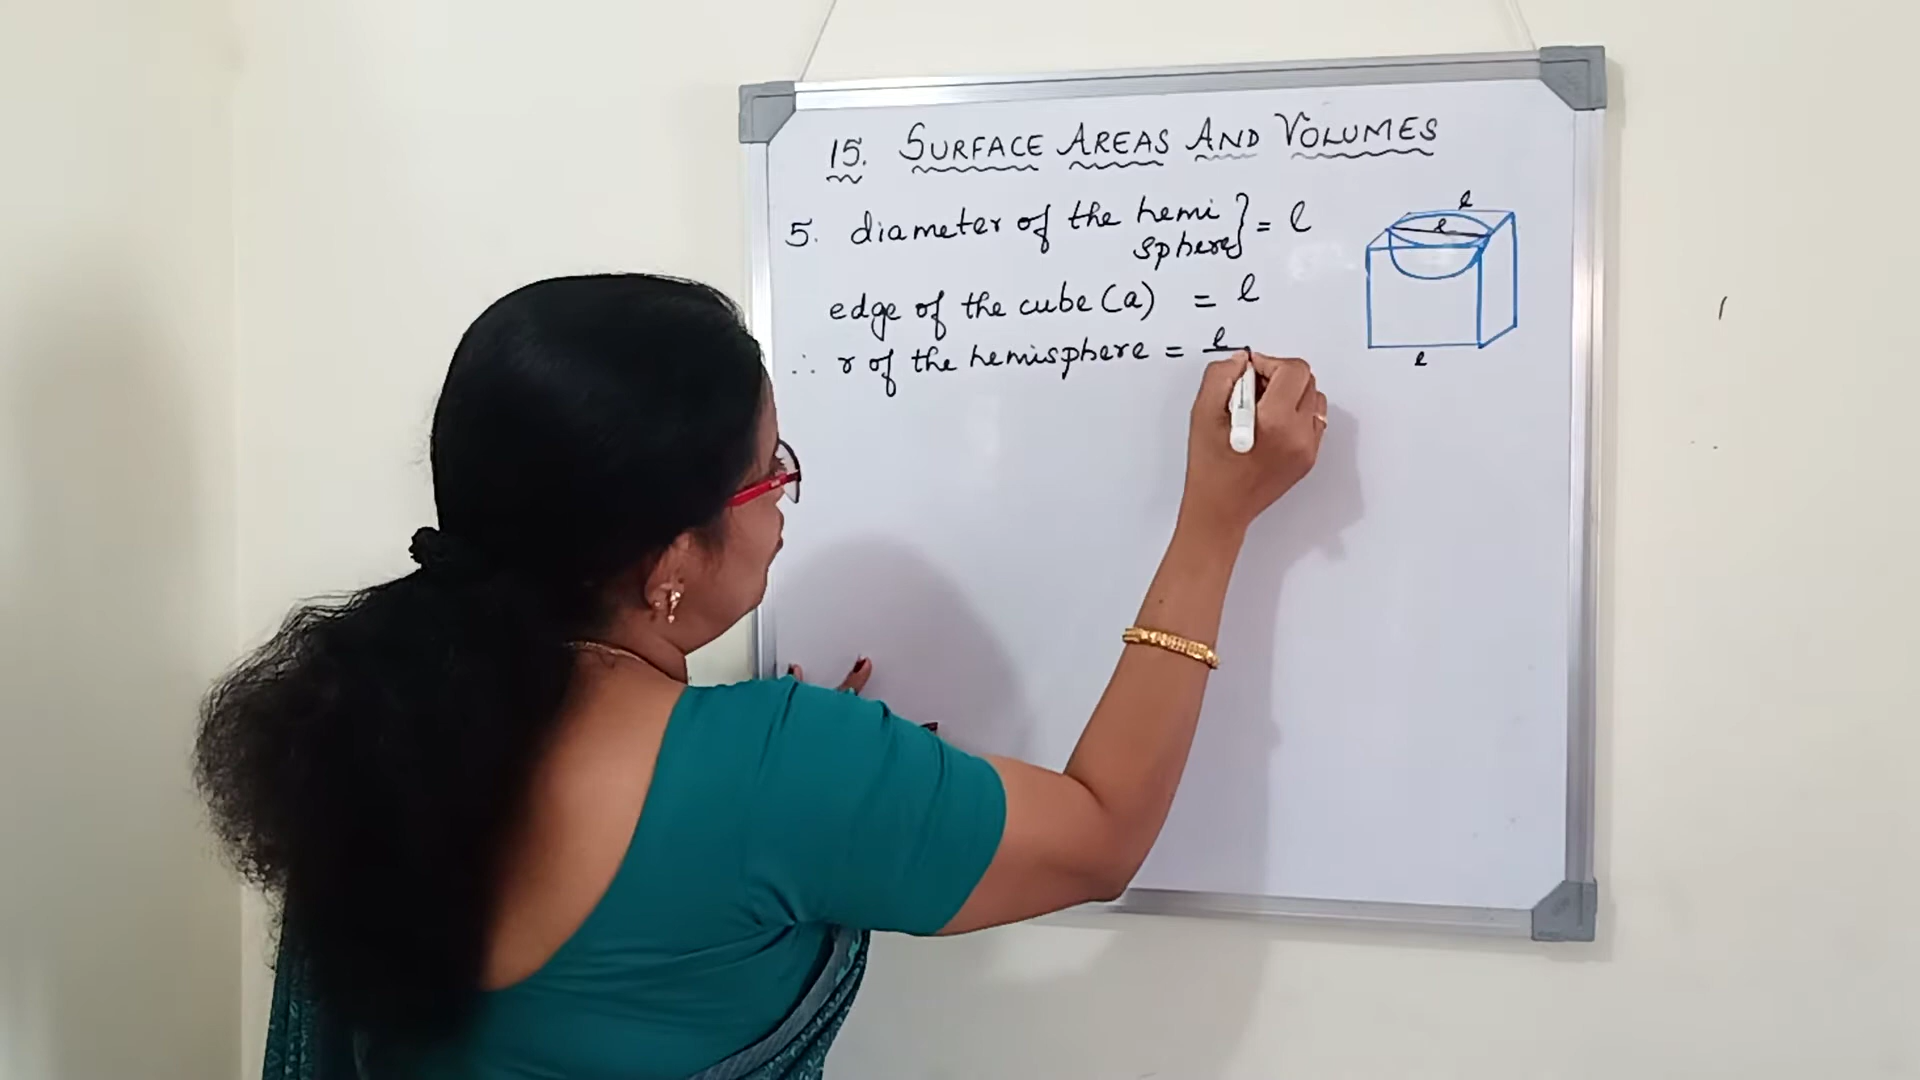 15. SURFACE AREAS AND VOLUMES
5. diameter of the hemi
sphere} = l
edge of the cube (a) = l
∴ r of the hemisphere = l
l
l
l